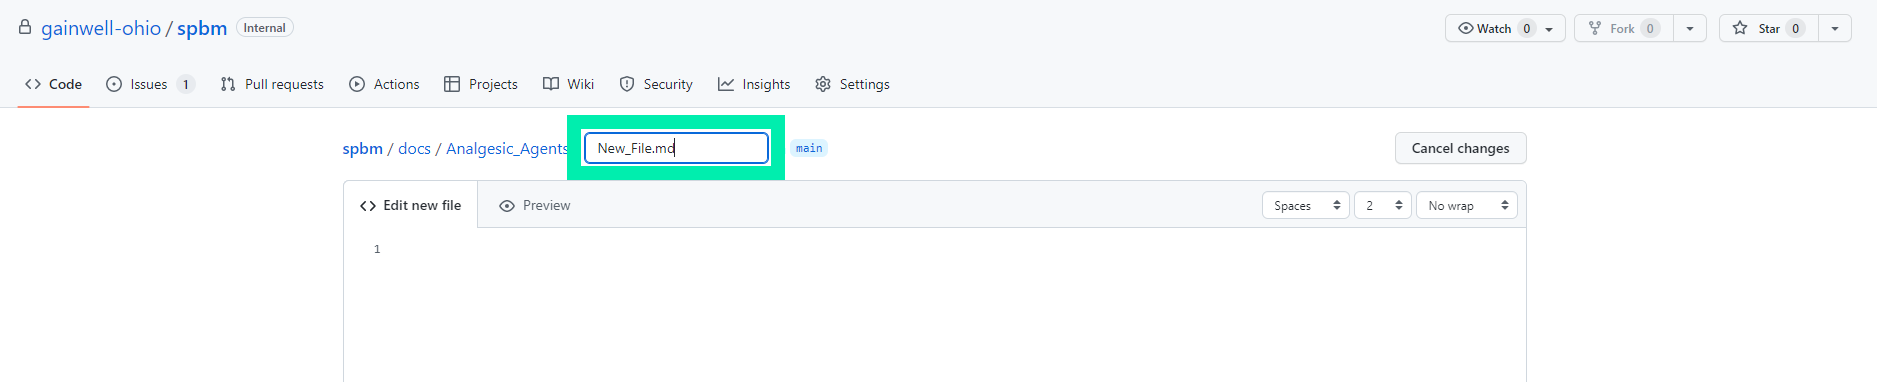 gainwell-ohio / spbm Internal Watch 0 Fork 0 Star 0
Code Issues 1 Pull requests Actions Projects Wiki Security Insights Settings
spbm / docs / Analgesic_Agents New_File.md main Cancel changes
Edit new file Preview Spaces 2 No wrap
1